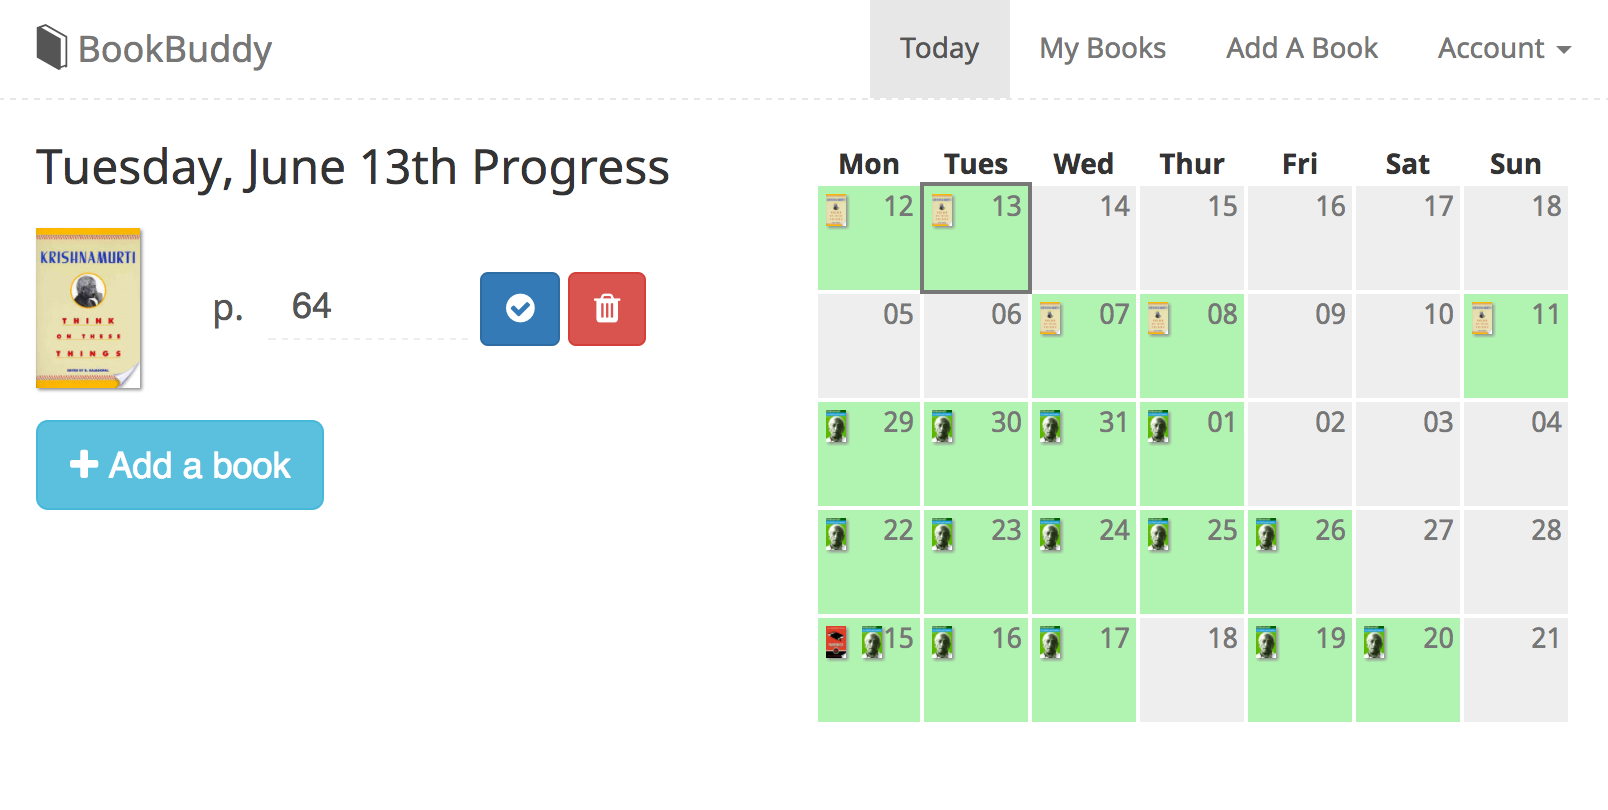 BookBuddy
Today My Books Add A Book Account
Tuesday, June 13th Progress
KRISHNAMURTI
THINK
ON THESE
THINGS
p. 64
Add a book
Mon Tues Wed Thur Fri Sat Sun
12 13 14 15 16 17 18
05 06 07 08 09 10 11
29 30 31 01 02 03 04
22 23 24 25 26 27 28
15 16 17 18 19 20 21